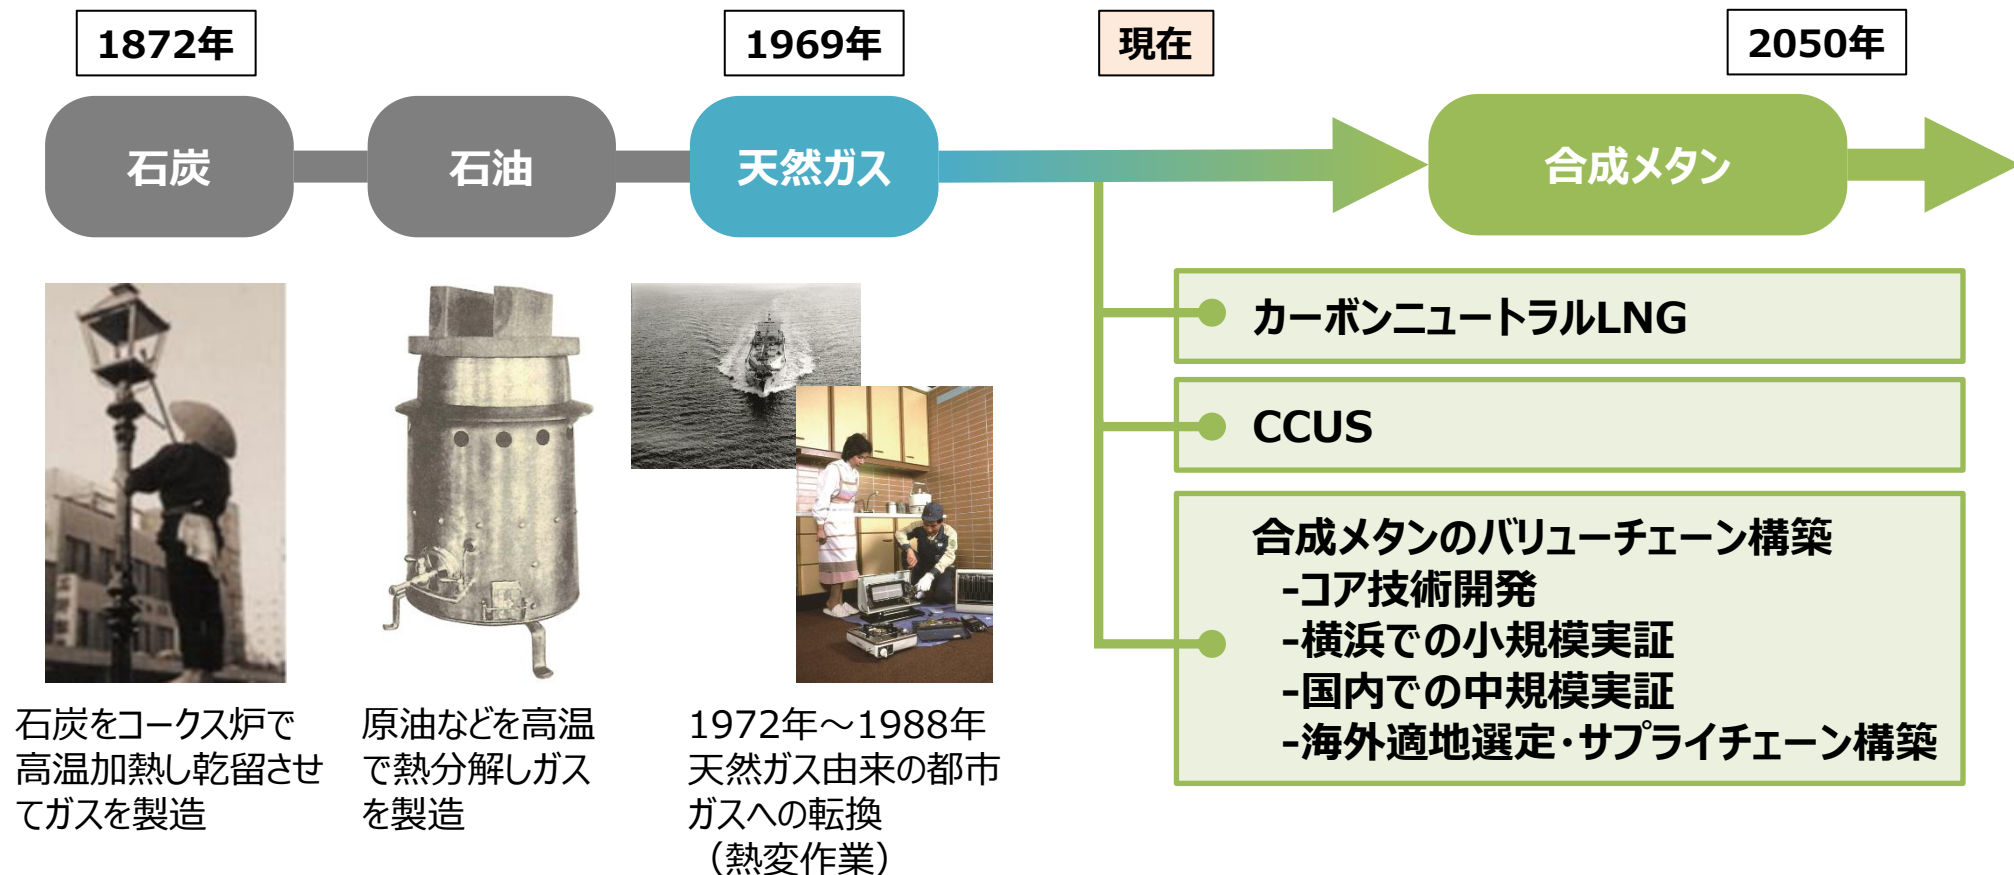 1872年
1969年
現在
2050年
石炭
石油
天然ガス
合成メタン
石炭をコークス炉で
高温加熱し乾留させ
てガスを製造
原油などを高温
で熱分解しガス
を製造
1972年～1988年
天然ガス由来の都市
ガスへの転換
（熱変作業）
カーボンニュートラルLNG
CCUS
合成メタンのバリューチェーン構築
-コア技術開発
-横浜での小規模実証
-国内での中規模実証
-海外適地選定・サプライチェーン構築